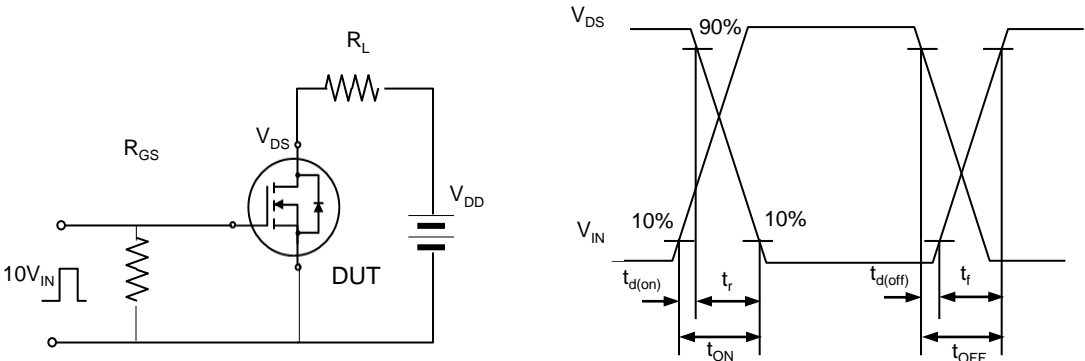 R_L
R_GS
V_DS
V_DD
10V_IN
DUT
V_DS
90%
V_IN
10%
10%
t_d(on)
t_r
t_d(off)
t_f
t_ON
t_OFF